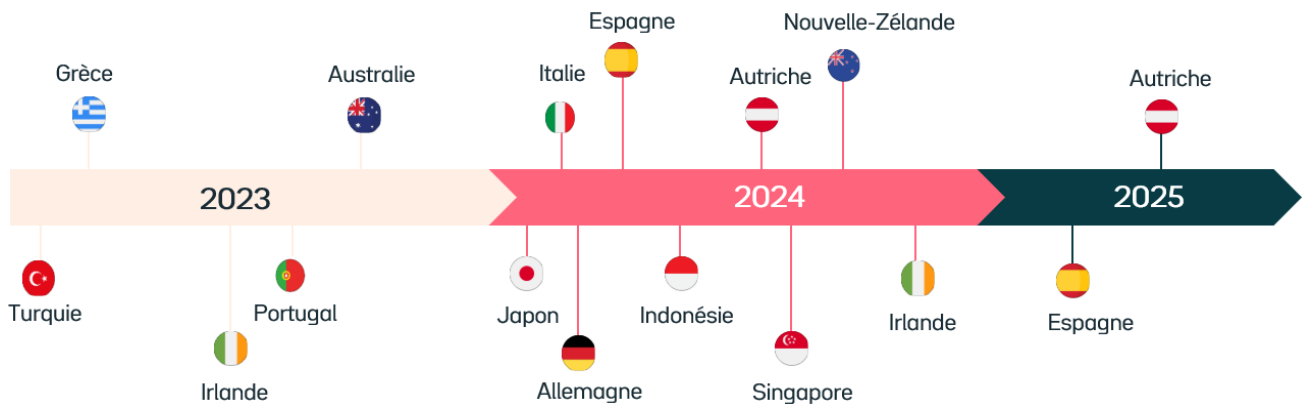 Espagne
Nouvelle-Zélande
Grèce
Australie
Italie
Autriche
Autriche
2023
2024
2025
Turquie
Portugal
Japon
Indonésie
Irlande
Espagne
Irlande
Allemagne
Singapore